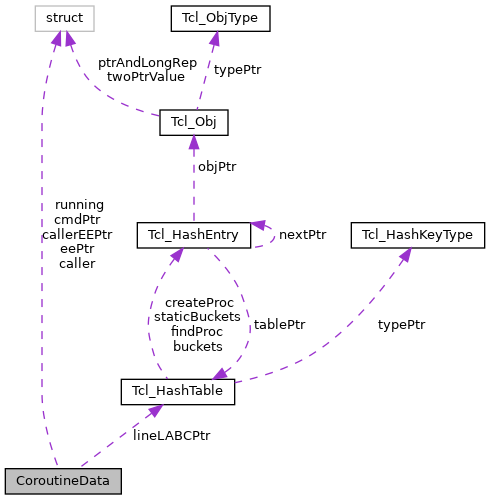 struct
Tcl_ObjType
ptrAndLongRep
twoPtrValue
typePtr
Tcl_Obj
objPtr
running
cmdPtr
callerEEPtr
eePtr
caller
Tcl_HashEntry
nextPtr
Tcl_HashKeyType
createProc
staticBuckets
findProc
buckets
tablePtr
typePtr
Tcl_HashTable
lineLABCPtr
CoroutineData